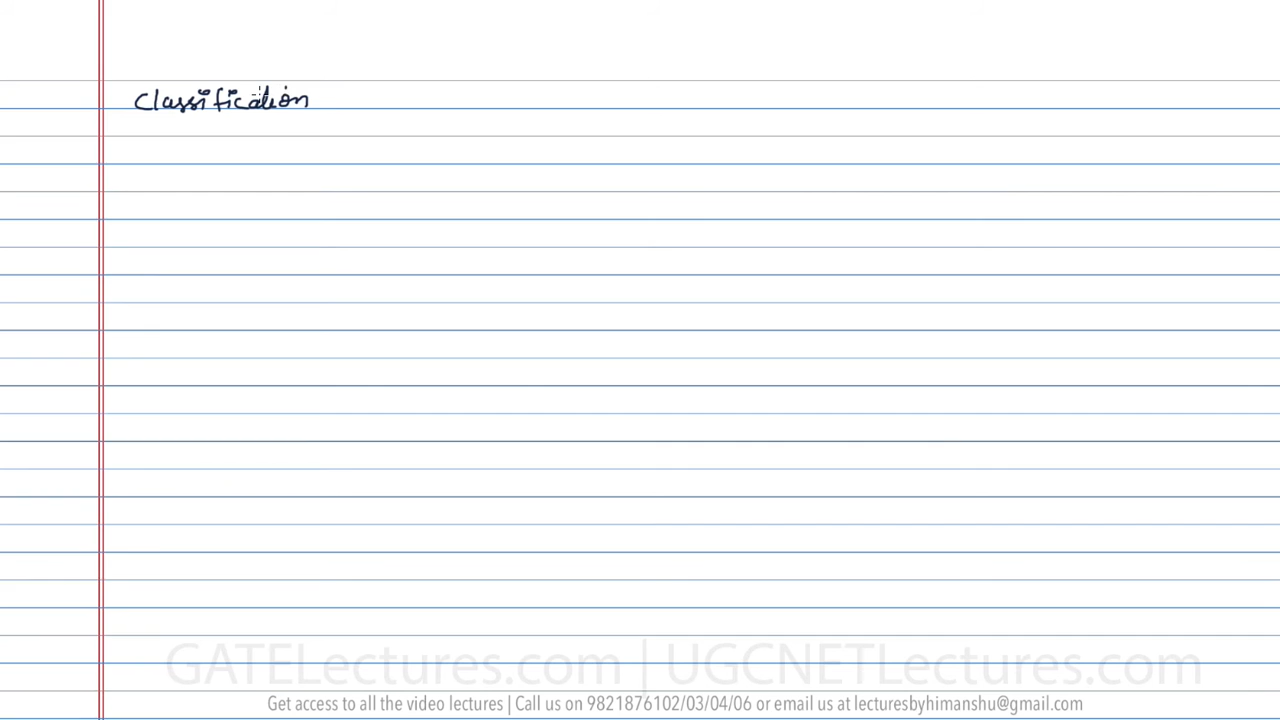 Classification
GATELectures.com | UGCNETLectures.com
Get access to all the video lectures | Call us on 9821876102/03/04/06 or email us at lecturesbyhimanshu@gmail.com